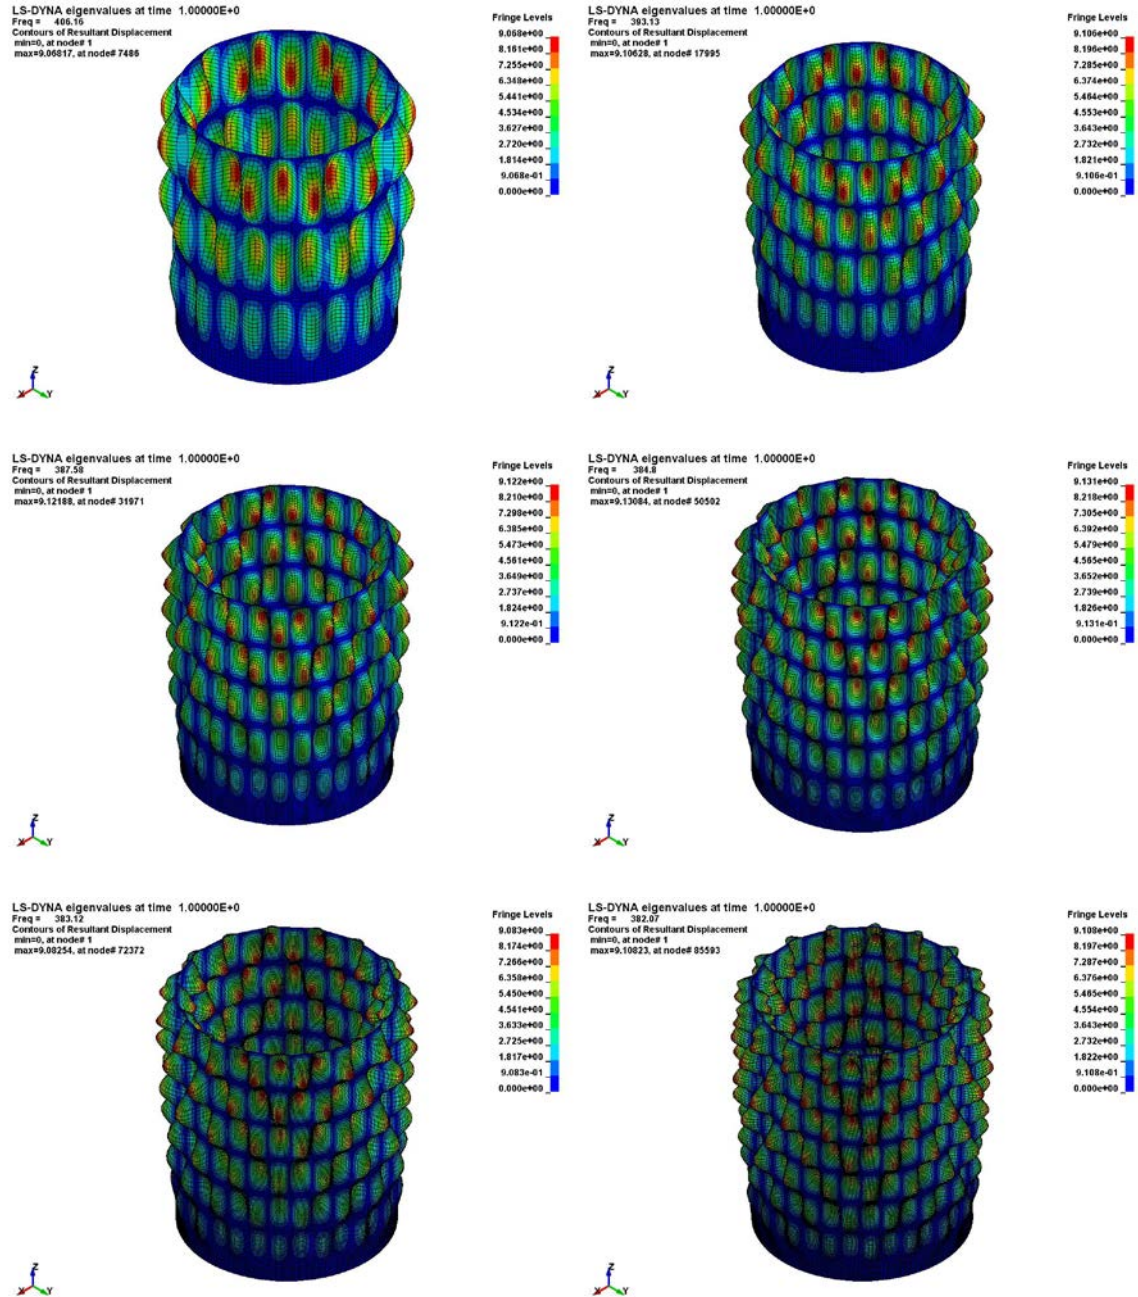 LS-DYNA eigenvalues at time 1.00000E+0
Freq = 406.16
Contours of Resultant Displacement
min=0, at node# 1
max=9.06817, at node# 7486
Fringe Levels
9.068e+00
8.161e+00
7.255e+00
6.348e+00
5.441e+00
4.534e+00
3.627e+00
2.720e+00
1.814e+00
9.068e-01
0.000e+00
Z
X
Y
LS-DYNA eigenvalues at time 1.00000E+0
Freq = 393.13
Contours of Resultant Displacement
min=0, at node# 1
max=9.10628, at node# 17995
Fringe Levels
9.106e+00
8.196e+00
7.285e+00
6.374e+00
5.464e+00
4.553e+00
3.643e+00
2.732e+00
1.821e+00
9.106e-01
0.000e+00
Z
X
Y
LS-DYNA eigenvalues at time 1.00000E+0
Freq = 387.58
Contours of Resultant Displacement
min=0, at node# 1
max=9.12188, at node# 31971
Fringe Levels
9.122e+00
8.210e+00
7.298e+00
6.385e+00
5.473e+00
4.561e+00
3.649e+00
2.737e+00
1.824e+00
9.122e-01
0.000e+00
Z
X
Y
LS-DYNA eigenvalues at time 1.00000E+0
Freq = 384.8
Contours of Resultant Displacement
min=0, at node# 1
max=9.13084, at node# 50502
Fringe Levels
9.131e+00
8.218e+00
7.305e+00
6.392e+00
5.479e+00
4.565e+00
3.652e+00
2.739e+00
1.826e+00
9.131e-01
0.000e+00
Z
X
Y
LS-DYNA eigenvalues at time 1.00000E+0
Freq = 383.12
Contours of Resultant Displacement
min=0, at node# 1
max=9.08254, at node# 72372
Fringe Levels
9.083e+00
8.174e+00
7.266e+00
6.358e+00
5.450e+00
4.541e+00
3.633e+00
2.725e+00
1.817e+00
9.083e-01
0.000e+00
Z
X
Y
LS-DYNA eigenvalues at time 1.00000E+0
Freq = 382.07
Contours of Resultant Displacement
min=0, at node# 1
max=9.10823, at node# 85593
Fringe Levels
9.108e+00
8.197e+00
7.287e+00
6.376e+00
5.465e+00
4.554e+00
3.643e+00
2.732e+00
1.822e+00
9.108e-01
0.000e+00
Z
X
Y